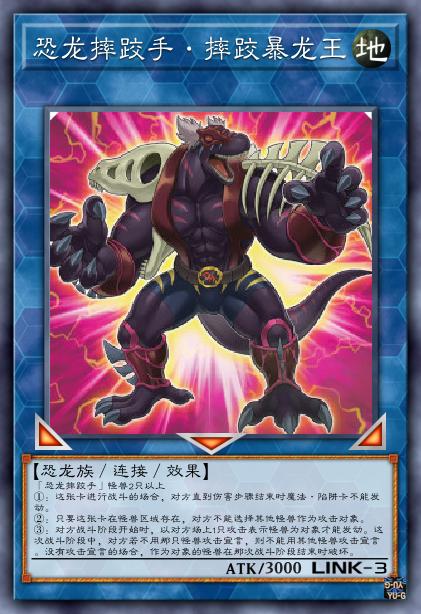 恐龙摔跤手·摔跤暴龙王
地
【恐龙族／连接／效果】
「恐龙摔跤手」怪兽2只以上
①：这张卡进行战斗的场合，对方直到伤害步骤结束时魔法·陷阱卡不能发
动。
②：只要这张卡在怪兽区域存在，对方不能选择其他怪兽作为攻击对象。
③：对方战斗阶段开始时，以对方场上1只攻击表示怪兽为对象才能发动。这
次战斗阶段中，对方若不用那只怪兽作攻击宣言，则不能用其他怪兽攻击宣言
。没有攻击宣言的场合，作为对象的怪兽在那次战斗阶段结束时破坏。
ATK/3000 LINK-3